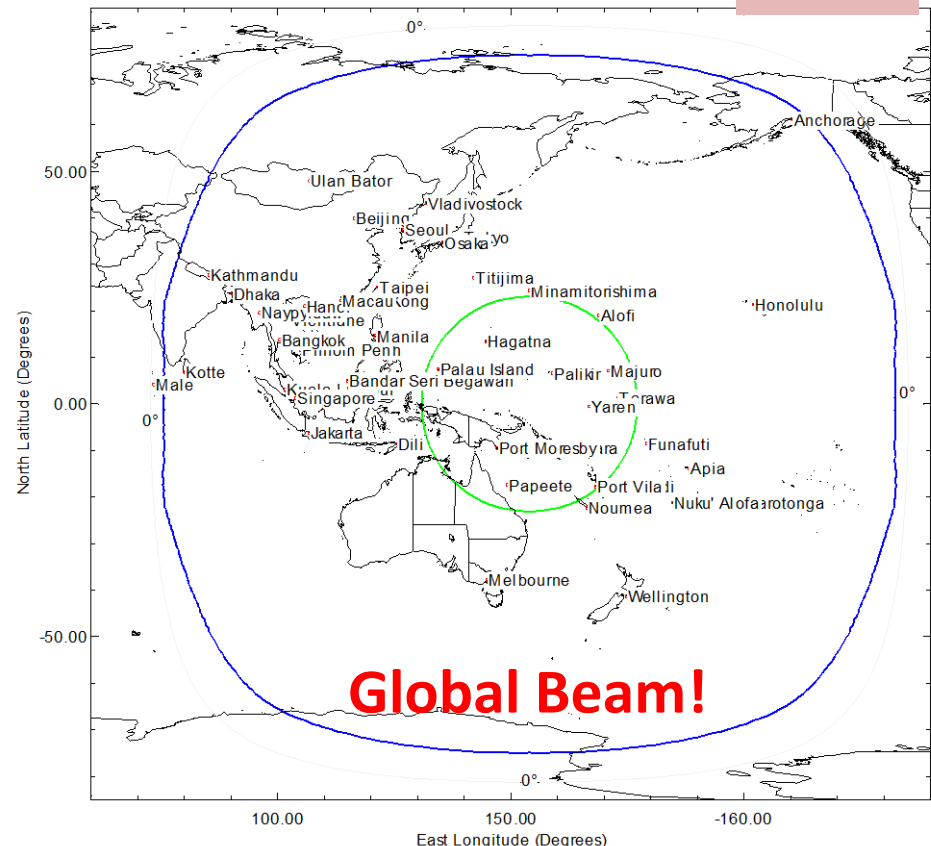 0°
Anchorage
50.00
Ulan Bator
Vladivostock
Beijing
Seoul
Osaka
Kathmandu
Titijima
Dhaka
Taipei
Minamitorishima
Macau
Honolulu
Alofi
Bangkok
Manila
Hagatna
Kotte
Palau Island
Palikir
Majuro
Male
Bandar Seri Begawan
Singapore
Yaren
0.00
0°
0°
Jakarta
Dili
Port Moresby
Funafuti
Apia
Papeete
Port Vila
Nuku' Alofa
Noumea
Melbourne
Wellington
-50.00
Global Beam!
0°
100.00
150.00
-160.00
East Longitude (Degrees)
North Latitude (Degrees)